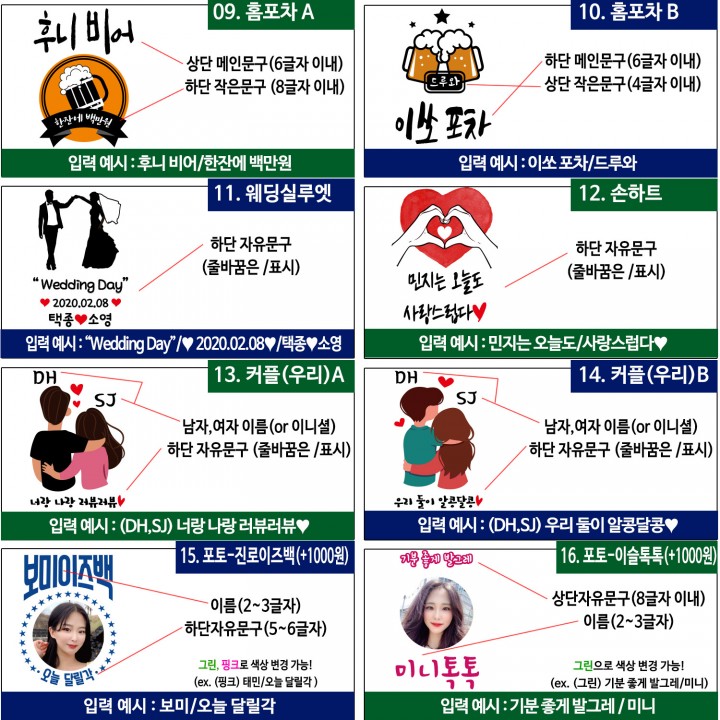 09. 홈포차 A
후니 비어
상단 메인문구(6글자 이내)
하단 작은문구 (8글자 이내)
한잔에 백만원
입력 예시 : 후니 비어/한잔에 백만원
10. 홈포차 B
하단 메인문구(6글자 이내)
상단 작은문구(4글자 이내)
드루와
이쏘 포차
입력 예시 : 이쏘 포차/드루와
11. 웨딩실루엣
하단 자유문구
(줄바꿈은 /표시)
“Wedding Day”
♥ 2020.02.08 ♥
택종♥소영
입력 예시 : “Wedding Day”/♥ 2020.02.08♥/택종♥소영
12. 손하트
하단 자유문구
(줄바꿈은 /표시)
민지는 오늘도
사랑스럽다♥
입력 예시 : 민지는 오늘도/사랑스럽다♥
13. 커플(우리)A
DH
SJ
남자,여자 이름(or 이니셜)
하단 자유문구 (줄바꿈은 /표시)
너랑 나랑 러뷰러뷰♥
입력 예시 : (DH,SJ) 너랑 나랑 러뷰러뷰♥
14. 커플(우리)B
DH
SJ
남자,여자 이름(or 이니셜)
하단 자유문구 (줄바꿈은 /표시)
우리 둘이 알콩달콩♥
입력 예시 : (DH,SJ) 우리 둘이 알콩달콩♥
15. 포토-진로이즈백(+1000원)
보미이즈백
이름(2~3글자)
하단자유문구(5~6글자)
오늘 달릴각
그린, 핑크로 색상 변경 가능!
(ex. (핑크) 태민/오늘 달릴각 )
입력 예시 : 보미/오늘 달릴각
16. 포토-이슬톡톡(+1000원)
기분 좋게 발그레
상단자유문구(8글자 이내)
이름(2~3글자)
미니톡톡
그린으로 색상 변경 가능!
(ex. (그린) 기분 좋게 발그레/미니)
입력 예시 : 기분 좋게 발그레 / 미니